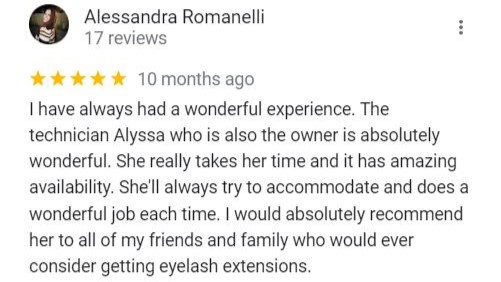 Alessandra Romanelli
17 reviews
10 months ago
I have always had a wonderful experience. The
technician Alyssa who is also the owner is absolutely
wonderful. She really takes her time and it has amazing
availability. She'll always try to accommodate and does a
wonderful job each time. I would absolutely recommend
her to all of my friends and family who would ever
consider getting eyelash extensions.